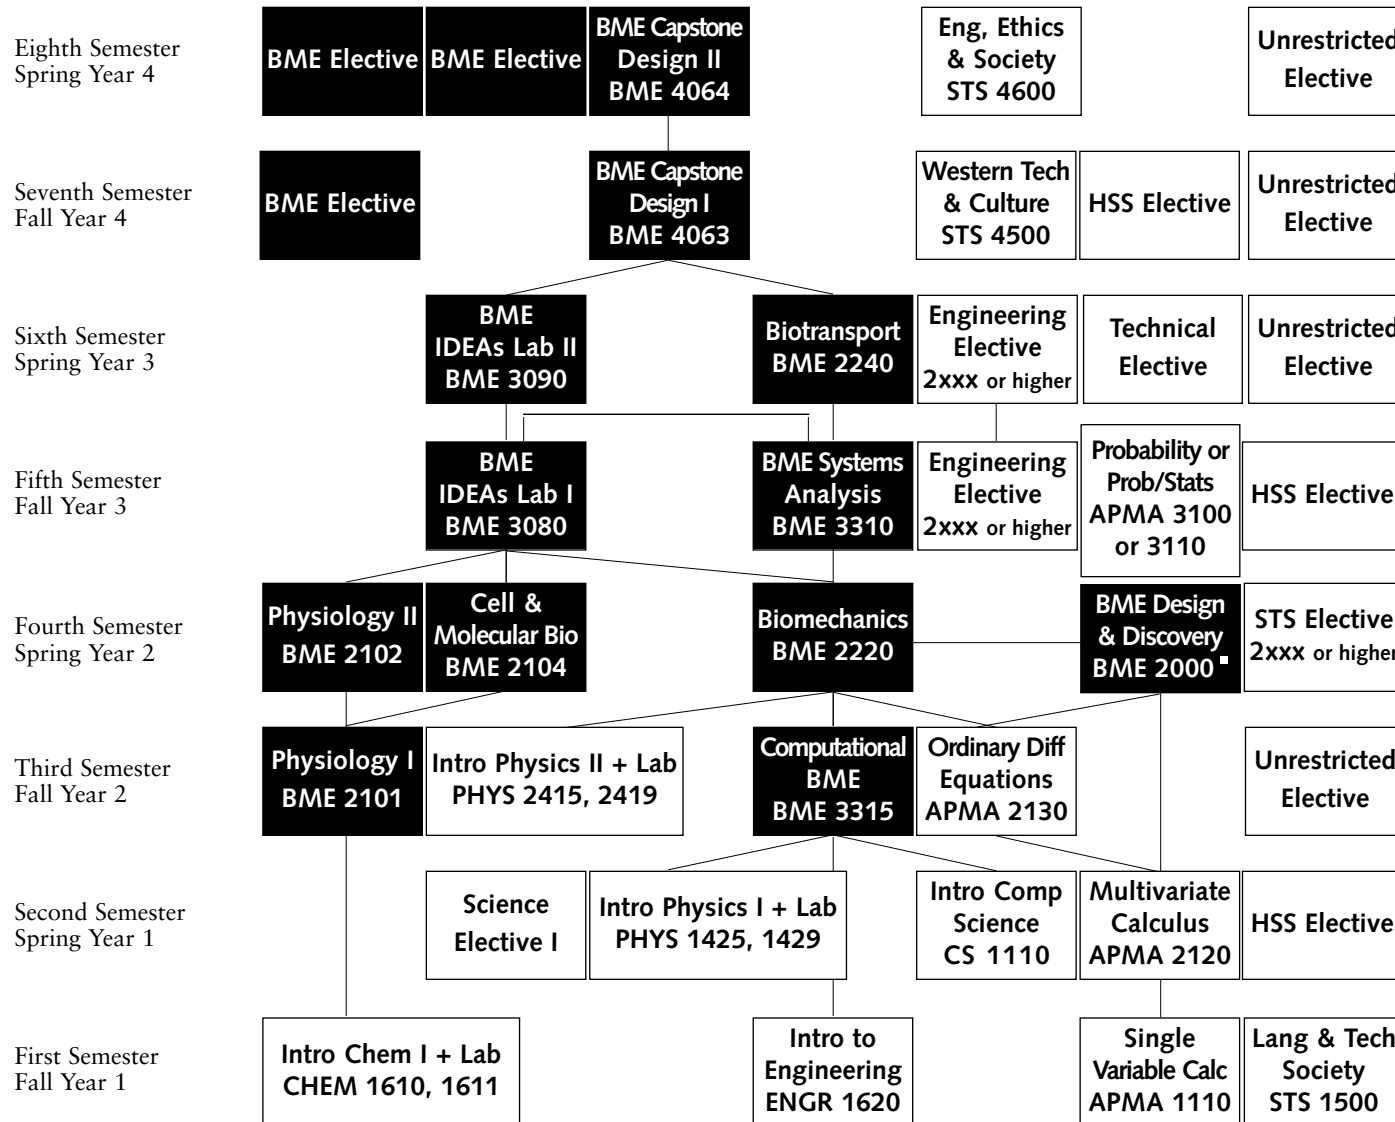 Eighth Semester
Spring Year 4
BME Elective
BME Elective
BME Capstone
Design II
BME 4064
Eng, Ethics
& Society
STS 4600
Unrestricted
Elective
Seventh Semester
Fall Year 4
BME Elective
BME Capstone
Design I
BME 4063
Western Tech
& Culture
STS 4500
HSS Elective
Unrestricted
Elective
Sixth Semester
Spring Year 3
BME
IDEAs Lab II
BME 3090
Biotransport
BME 2240
Engineering
Elective
2xxx or higher
Technical
Elective
Unrestricted
Elective
Fifth Semester
Fall Year 3
BME
IDEAs Lab I
BME 3080
BME Systems
Analysis
BME 3310
Engineering
Elective
2xxx or higher
Probability or
Prob/Stats
APMA 3100
or 3110
HSS Elective
Fourth Semester
Spring Year 2
Physiology II
BME 2102
Cell &
Molecular Bio
BME 2104
Biomechanics
BME 2220
BME Design
& Discovery
BME 2000 ▪
STS Elective
2xxx or higher
Third Semester
Fall Year 2
Physiology I
BME 2101
Intro Physics II + Lab
PHYS 2415, 2419
Computational
BME
BME 3315
Ordinary Diff
Equations
APMA 2130
Unrestricted
Elective
Second Semester
Spring Year 1
Science
Elective I
Intro Physics I + Lab
PHYS 1425, 1429
Intro Comp
Science
CS 1110
Multivariate
Calculus
APMA 2120
HSS Elective
First Semester
Fall Year 1
Intro Chem I + Lab
CHEM 1610, 1611
Intro to
Engineering
ENGR 1620
Single
Variable Calc
APMA 1110
Lang & Tech
Society
STS 1500